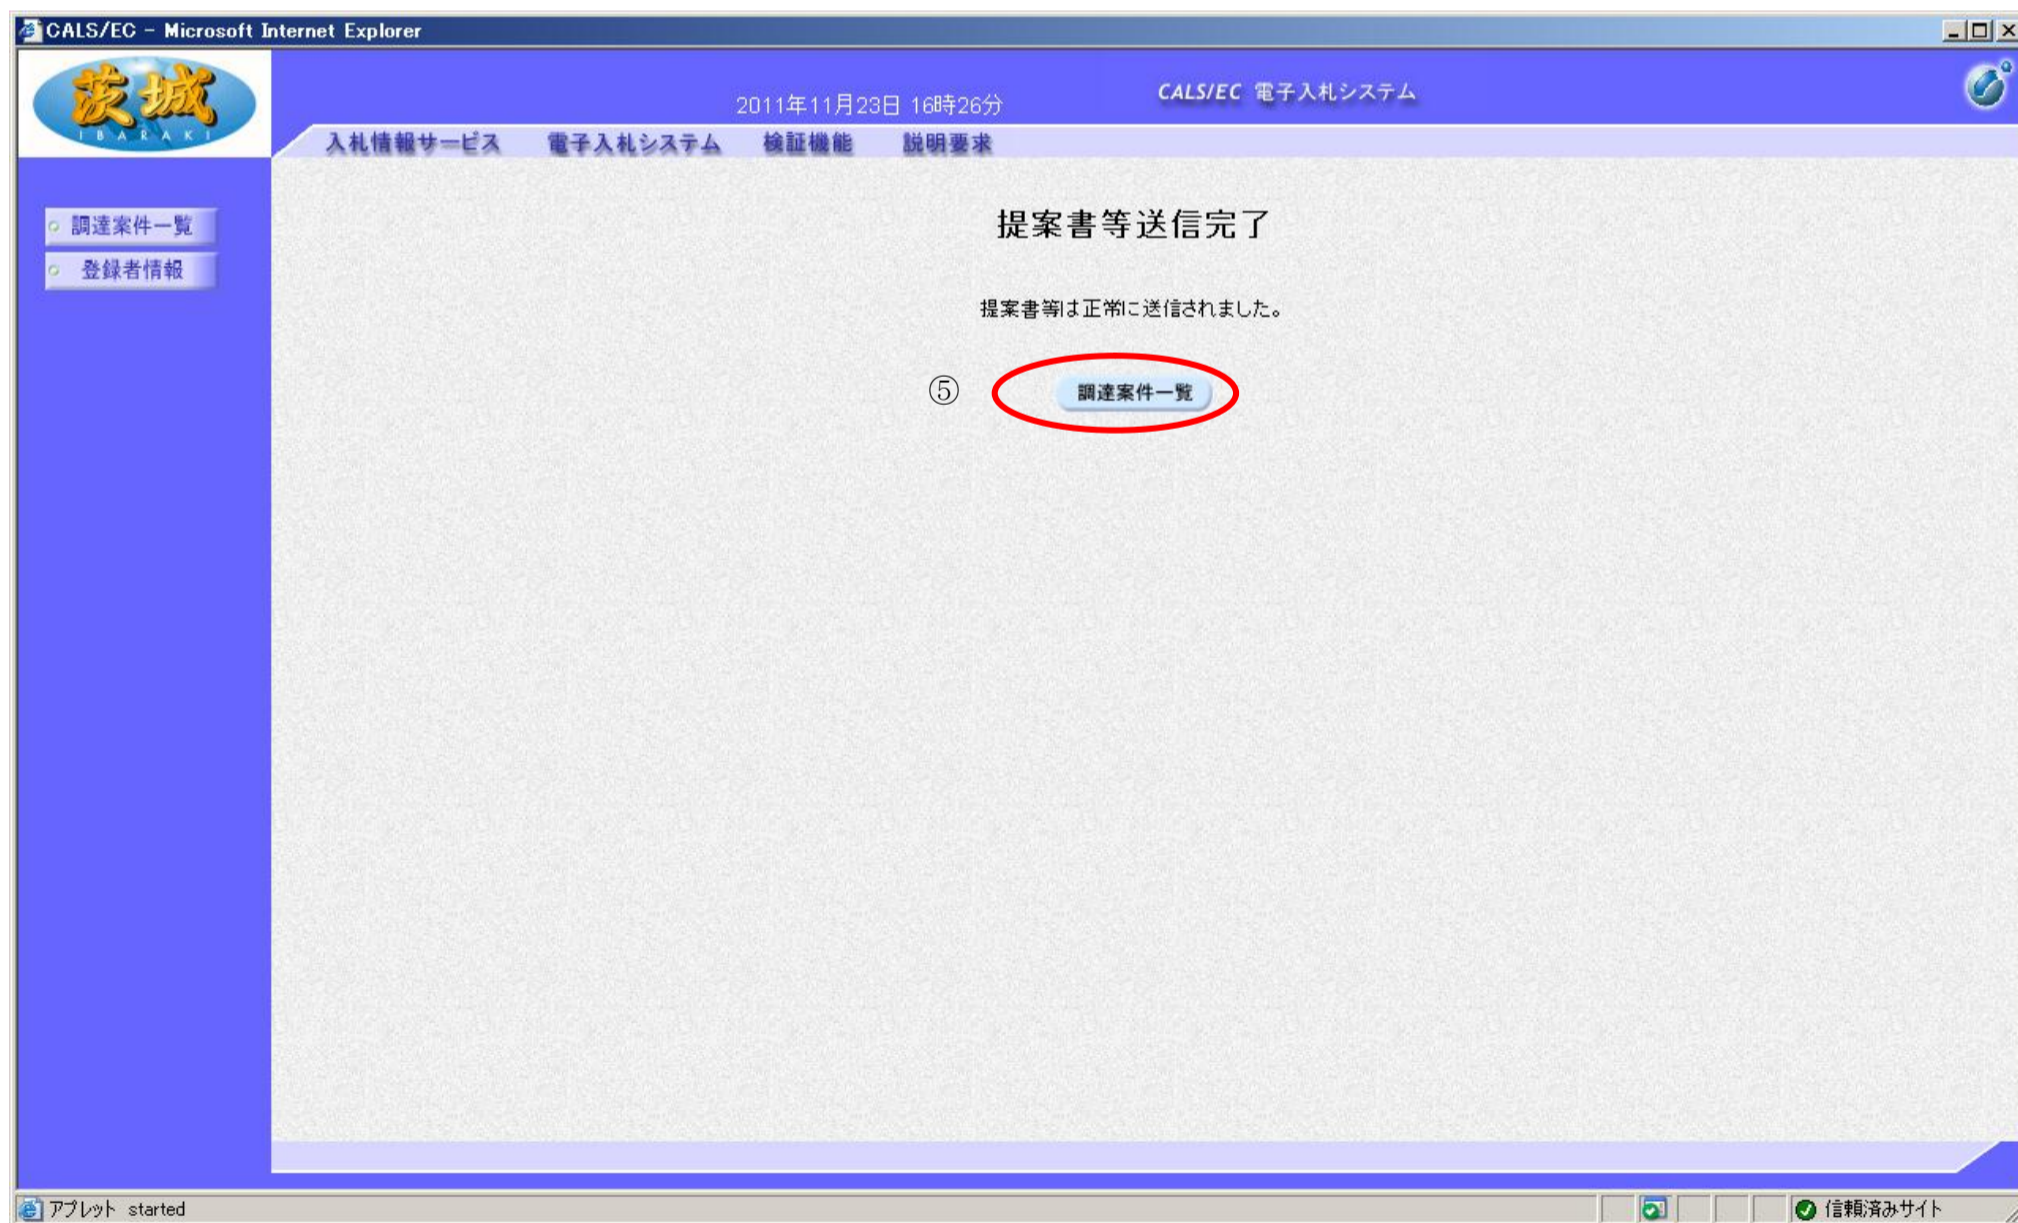 CALS/EC - Microsoft Internet Explorer
茨城
IBARAKI
2011年11月23日 16時26分
CALS/EC 電子入札システム
入札情報サービス 電子入札システム 検証機能 説明要求
調達案件一覧
登録者情報
提案書等送信完了
提案書等は正常に送信されました。
⑤ 調達案件一覧
アプレット started
信頼済みサイト